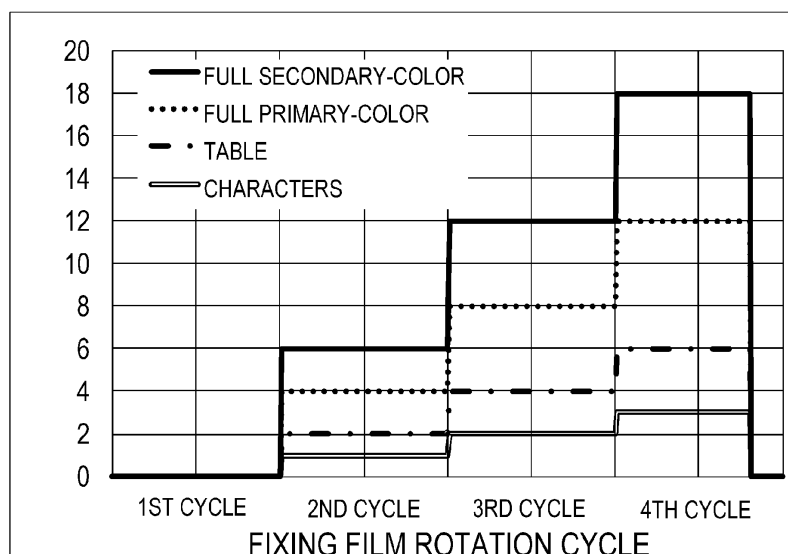 20
18
16
14
12
10
8
6
4
2
0
FULL SECONDARY-COLOR
FULL PRIMARY-COLOR
TABLE
CHARACTERS
1ST CYCLE 2ND CYCLE 3RD CYCLE 4TH CYCLE
FIXING FILM ROTATION CYCLE